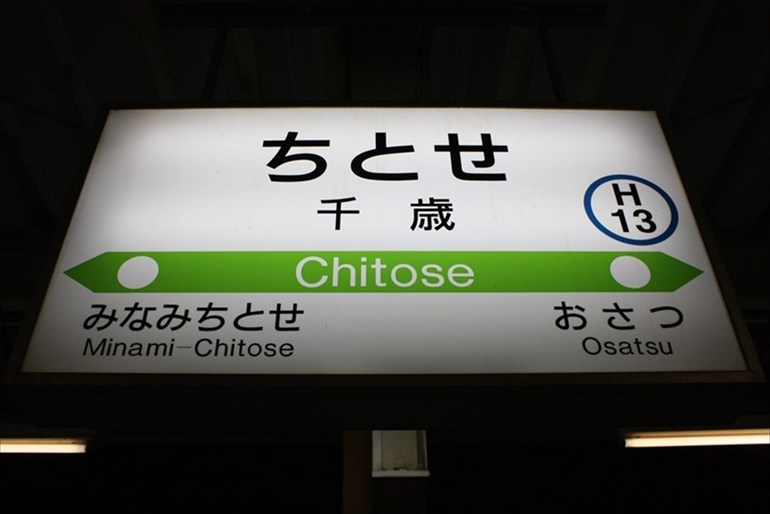 ちとせ
千歳
H
13
Chitose
みなみちとせ
Minami-Chitose
おさつ
Osatsu